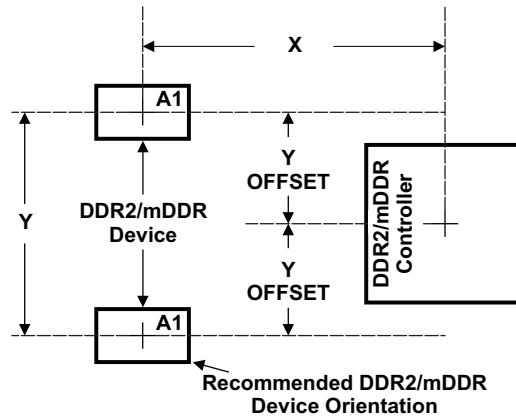 X
A1
Y
OFFSET
DDR2/mDDR
Controller
Y
DDR2/mDDR
Device
Y
OFFSET
A1
Recommended DDR2/mDDR
Device Orientation